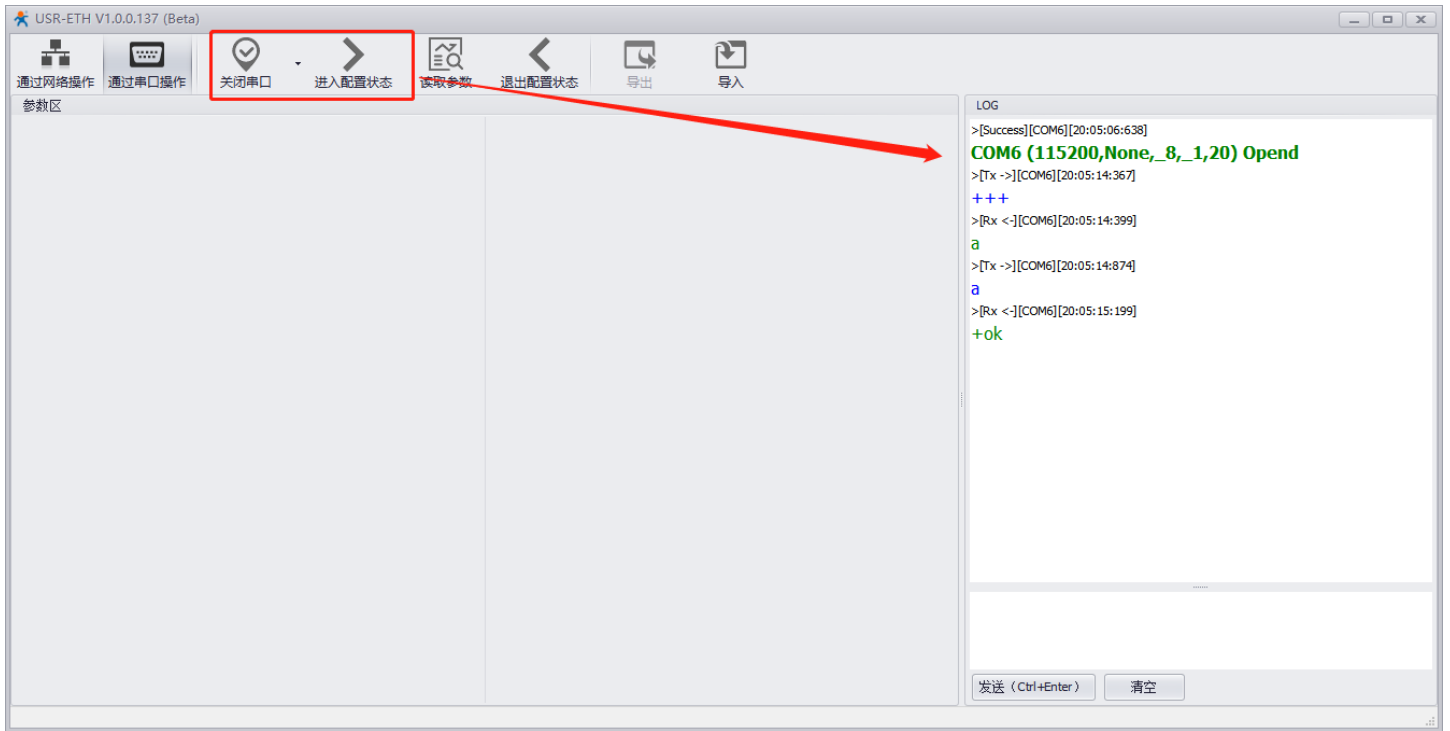 USR-ETH V1.0.0.137 (Beta)
通过网络操作 通过串口操作 关闭串口 进入配置状态 读取参数 退出配置状态 导出 导入
参数区
LOG
>[Success][COM6][20:05:06:638]
COM6 (115200,None,_8,_1,20) Opend
>[Tx ->][COM6][20:05:14:367]
+++
>[Rx <-][COM6][20:05:14:399]
a
>[Tx ->][COM6][20:05:14:874]
a
>[Rx <-][COM6][20:05:15:199]
+ok
发送（Ctrl+Enter） 清空